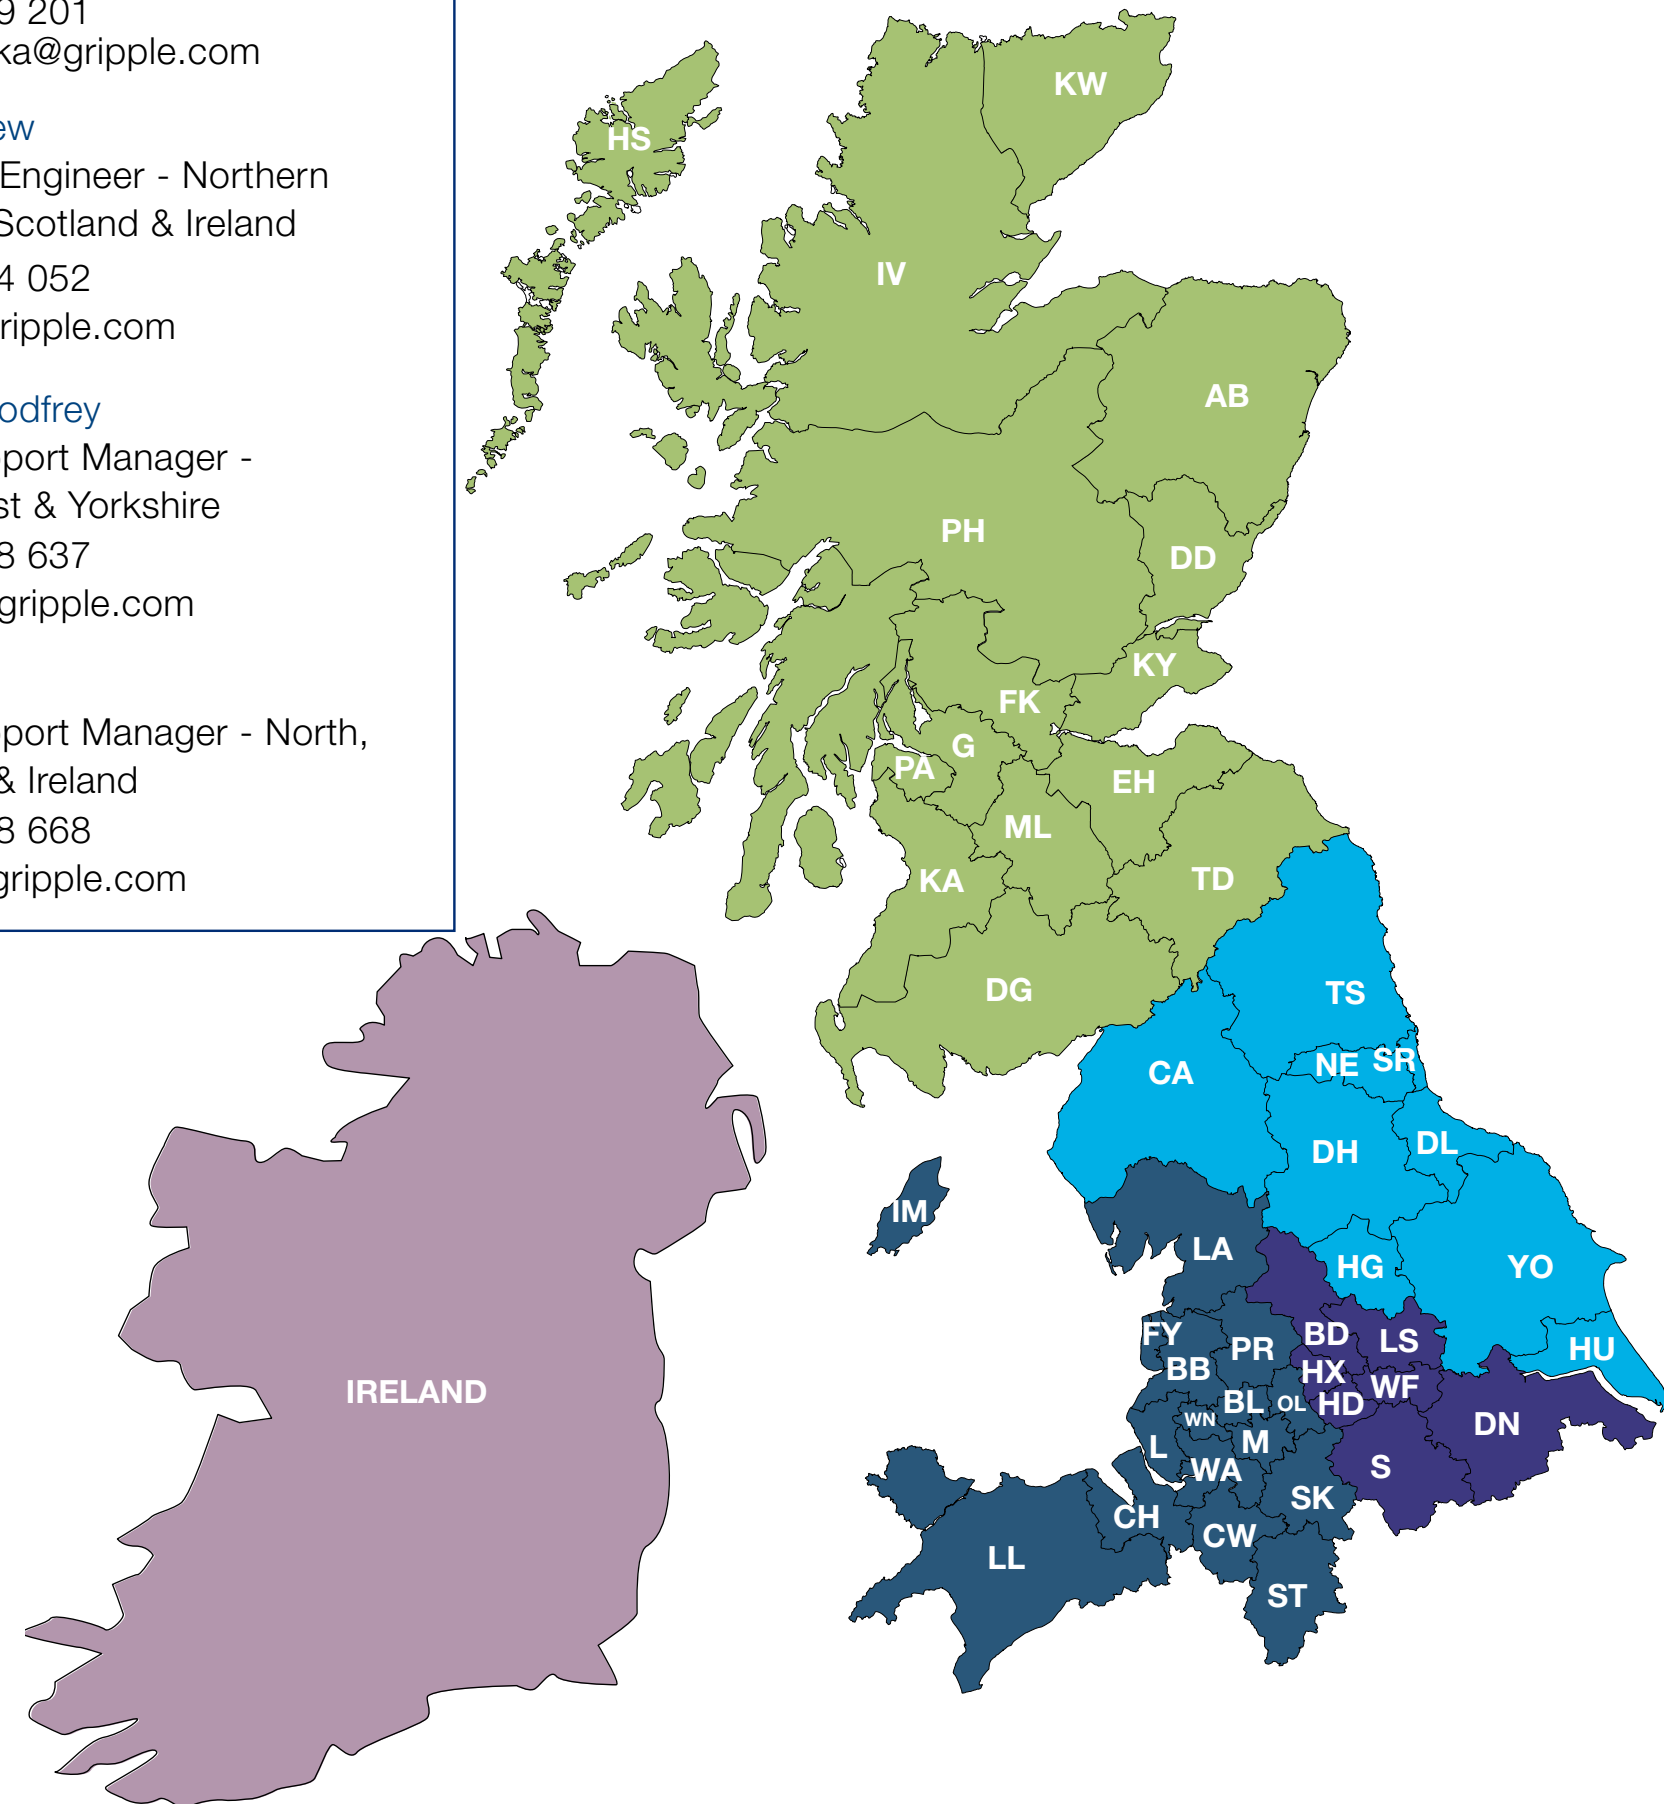 9 201
ka@gripple.com
ew
Engineer - Northern
Scotland & Ireland
4 052
ripple.com
odfrey
port Manager -
st & Yorkshire
8 637
gripple.com
port Manager - North,
& Ireland
8 668
gripple.com
KW
HS
IV
AB
PH
DD
KY
FK
G
PA
EH
ML
KA
TD
DG
TS
NE SR
CA
DH
DL
IM
LA
HG
YO
FY
PR
BD
LS
HU
BB
HX
WF
BL
OL
HD
WN
DN
L
M
WA
S
SK
CH
CW
LL
ST
IRELAND